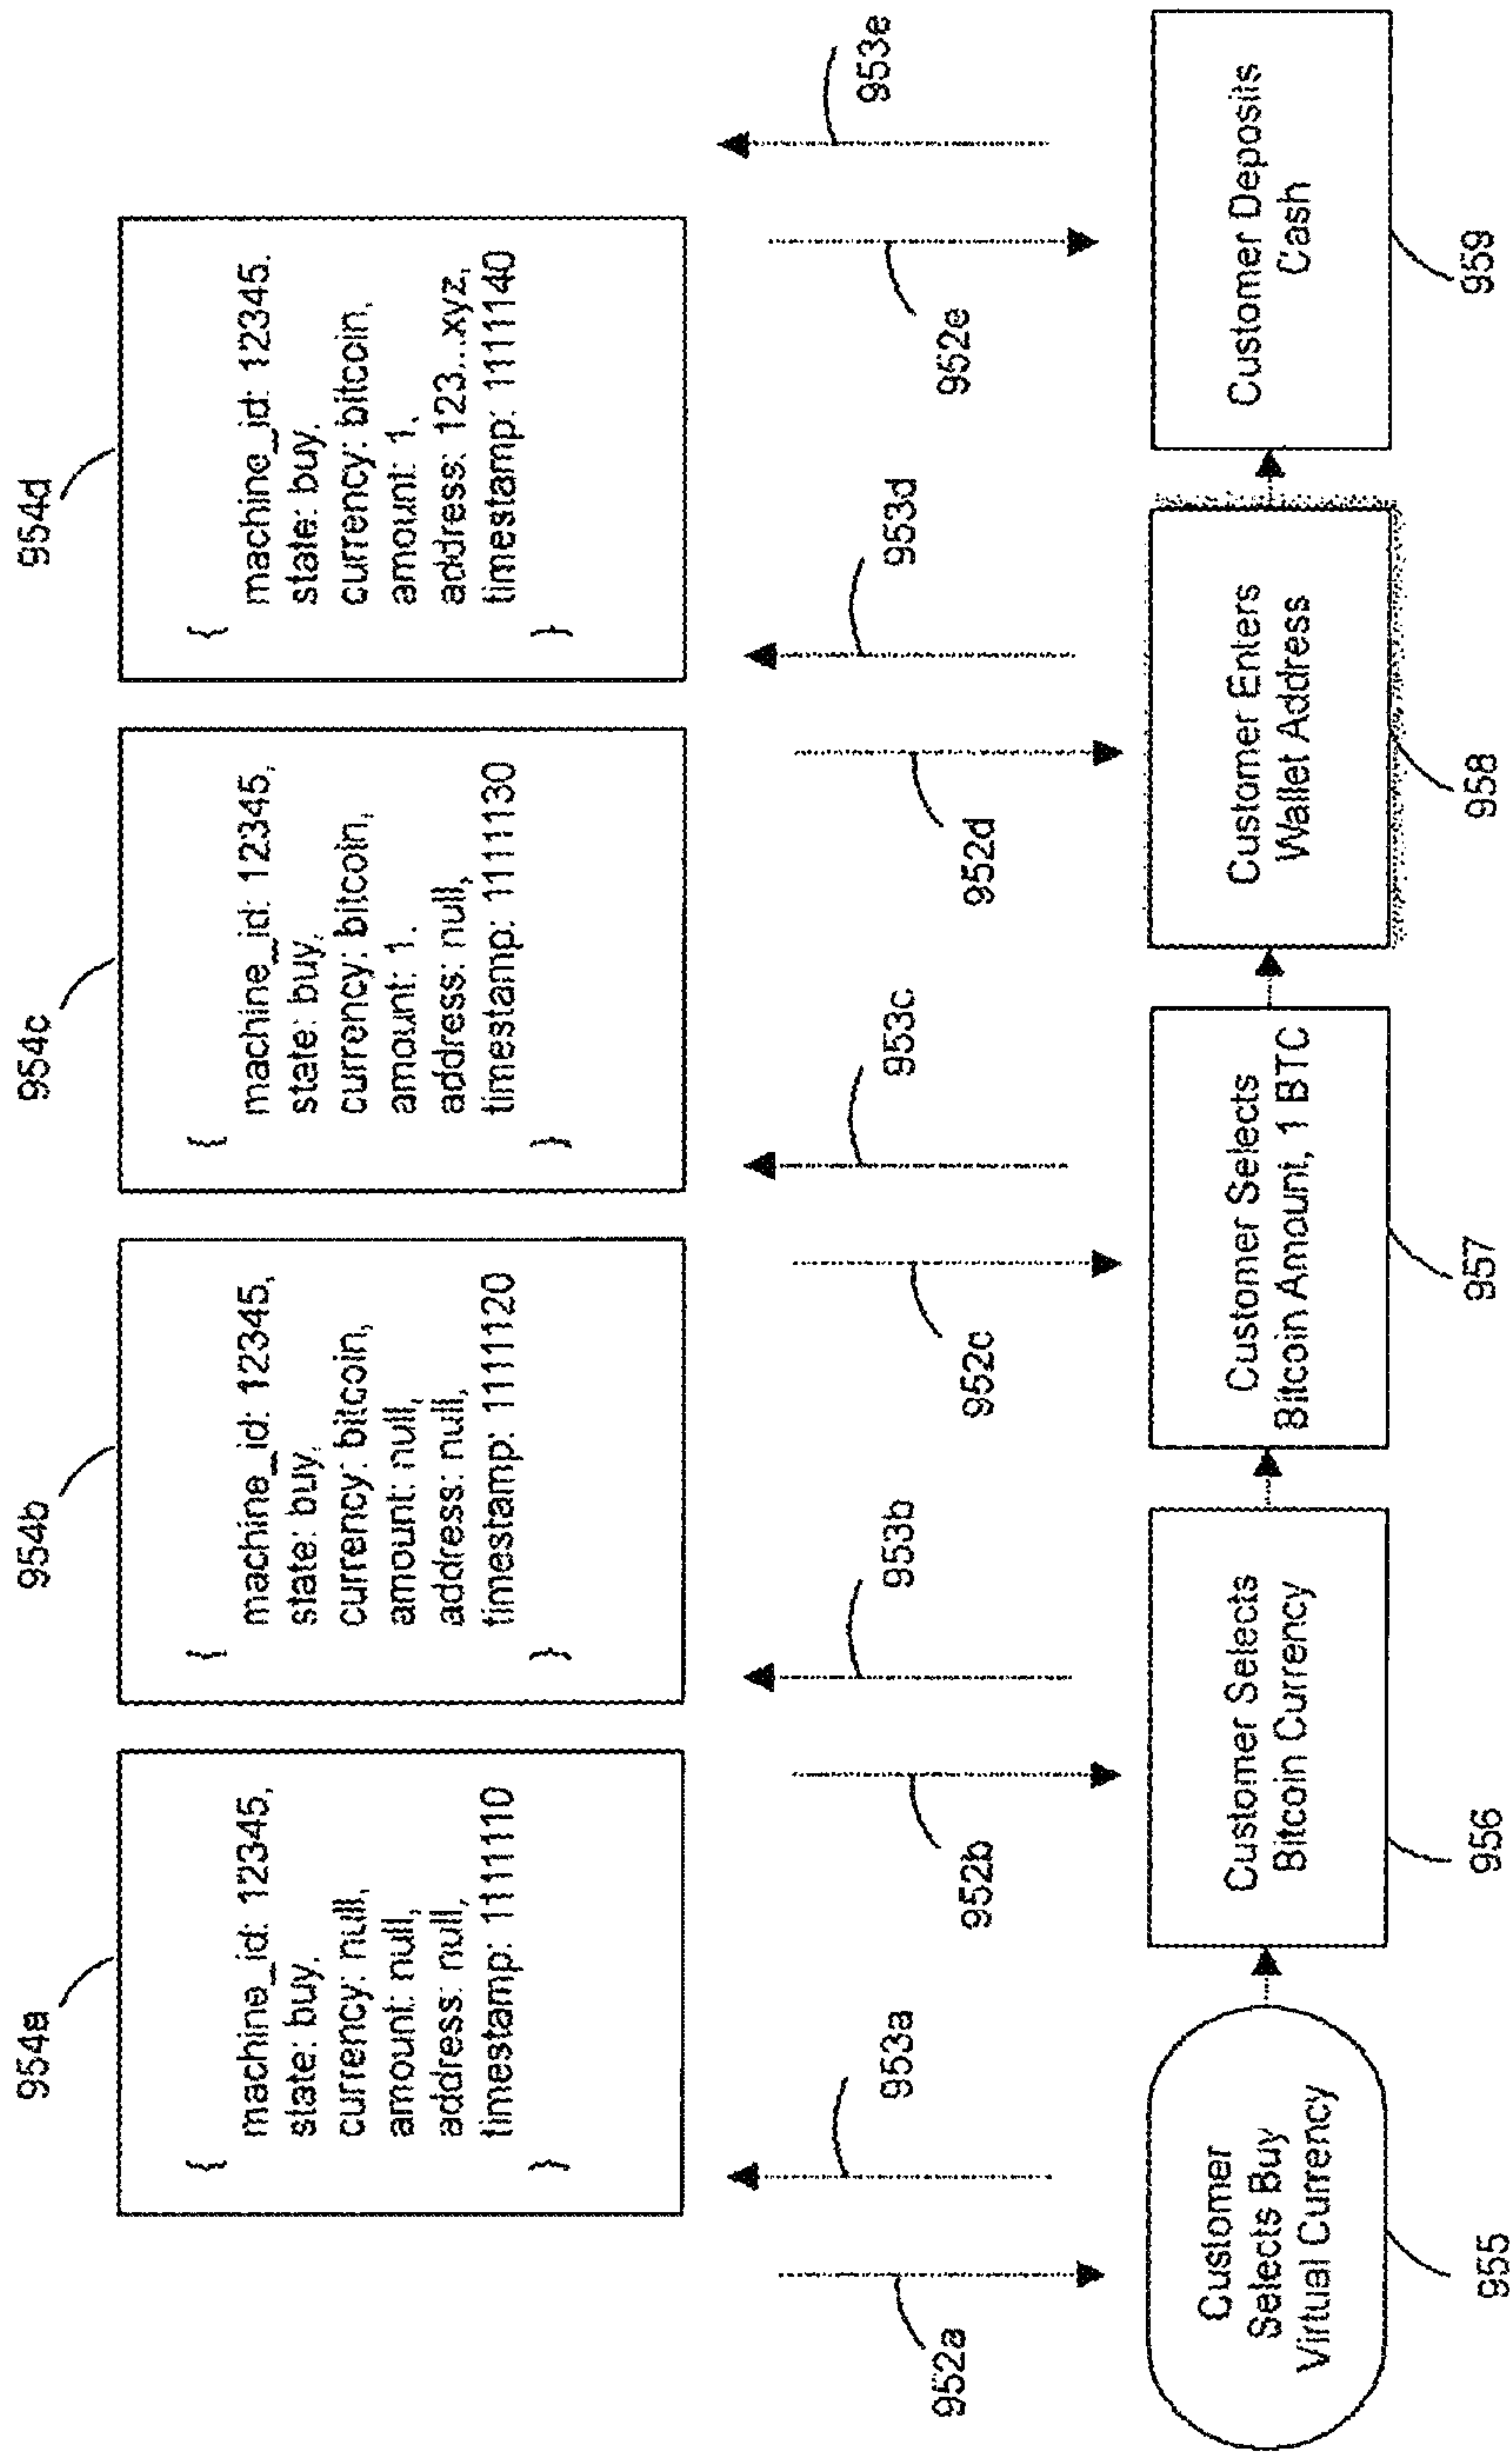 954a
954b
954c
954d
{
machine_id: 12345,
state: buy,
currency: null,
amount: null,
address: null,
timestamp: 1111110
}
{
machine_id: 12345,
state: buy,
currency: bitcoin,
amount: null,
address: null,
timestamp: 1111120
}
{
machine_id: 12345,
state: buy,
currency: bitcoin,
amount: 1,
address: null,
timestamp: 1111130
}
{
machine_id: 12345,
state: buy,
currency: bitcoin,
amount: 1,
address: 123...xyz,
timestamp: 1111140
}
952a
953a
952b
953b
952c
953c
952d
953d
952e
953e
Customer
Selects Buy
Virtual Currency
Customer Selects
Bitcoin Currency
Customer Selects
Bitcoin Amount, 1 BTC
Customer Enters
Wallet Address
Customer Deposits
Cash
955
956
957
958
959